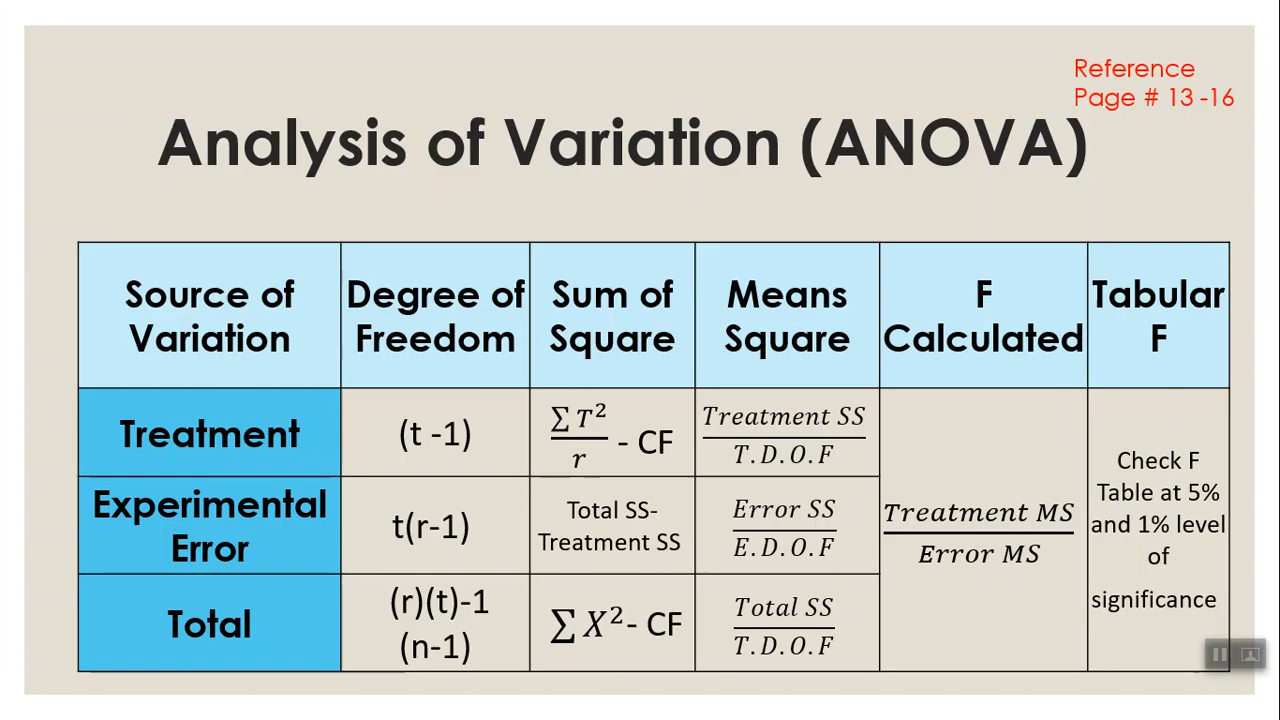 Reference
Page # 13 -16
Analysis of Variation (ANOVA)
Source of Variation | Degree of Freedom | Sum of Square | Means Square | F Calculated | Tabular F
Treatment | (t -1) | ∑ T² / r - CF | Treatment SS / T.D.O.F
Experimental Error | t(r-1) | Total SS- Treatment SS | Error SS / E.D.O.F | Treatment MS / Error MS | Check F Table at 5% and 1% level of significance
Total | (r)(t)-1 (n-1) | ∑ X² - CF | Total SS / T.D.O.F